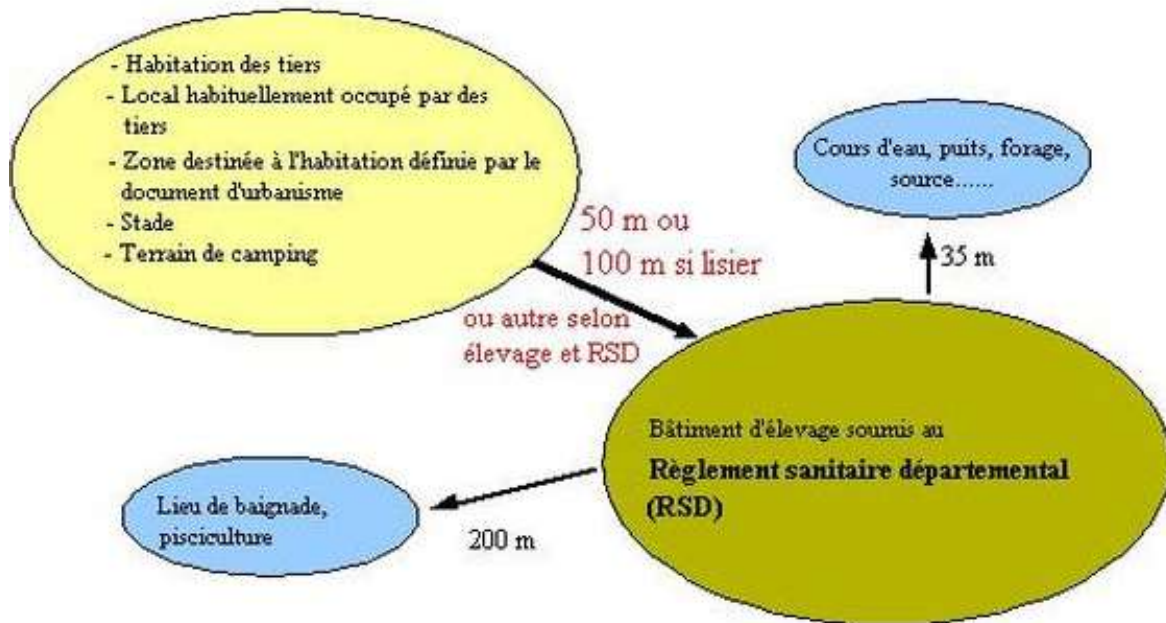 - Habitation des tiers
- Local habituellement occupé par des
tiers
- Zone destinée à l'habitation définie par le
document d'urbanisme
- Stade
- Terrain de camping
Cours d'eau, puits, forage,
source......
50 m ou
100 m si lisier
35 m
ou autre selon
élevage et RSD
Bâtiment d'élevage soumis au
Règlement sanitaire départemental
(RSD)
Lieu de baignade,
pisciculture
200 m